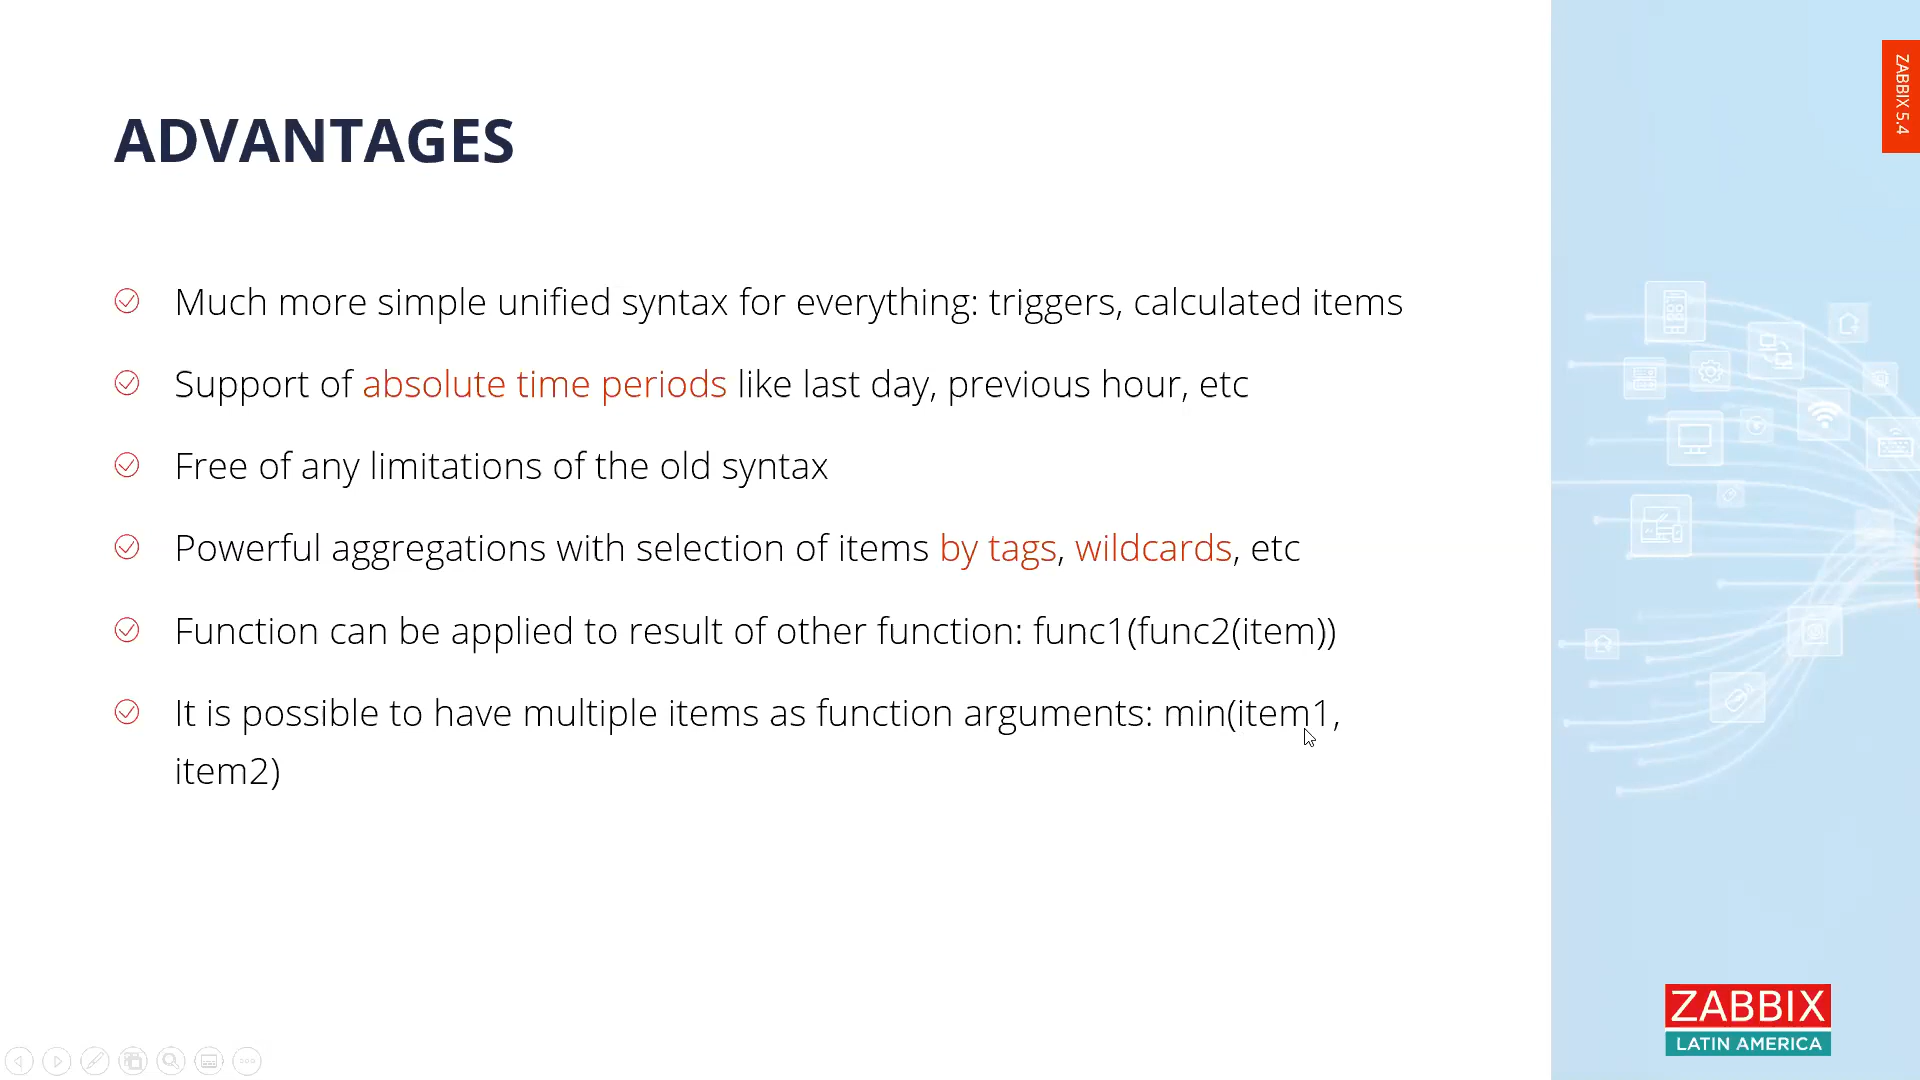 ADVANTAGES
Much more simple unified syntax for everything: triggers, calculated items
Support of absolute time periods like last day, previous hour, etc
Free of any limitations of the old syntax
Powerful aggregations with selection of items by tags, wildcards, etc
Function can be applied to result of other function: func1(func2(item))
It is possible to have multiple items as function arguments: min(item1,
item2)
ZABBIX 5.4
ZABBIX
LATIN AMERICA